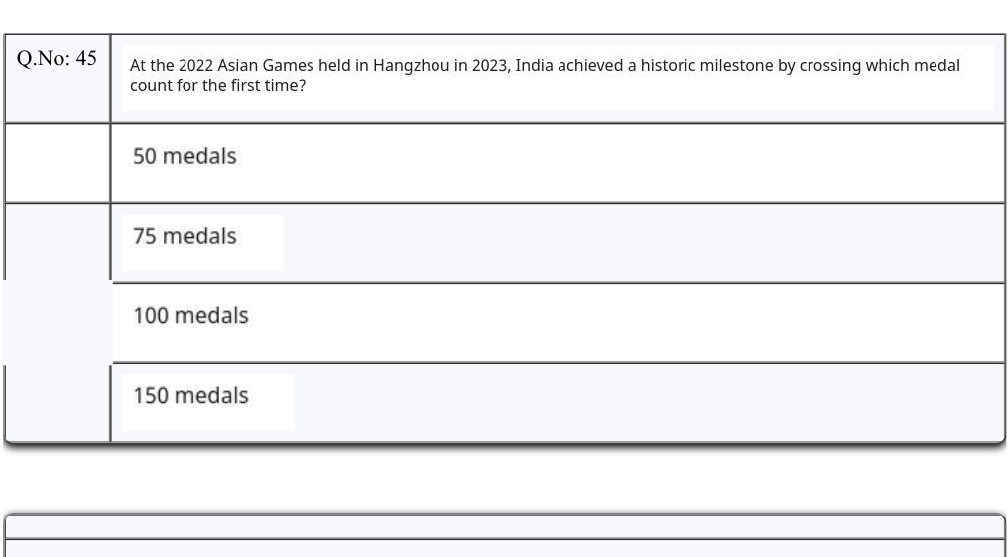 Q.No: 45
At the 2022 Asian Games held in Hangzhou in 2023, India achieved a historic milestone by crossing which medal
count for the first time?
50 medals
75 medals
100 medals
150 medals